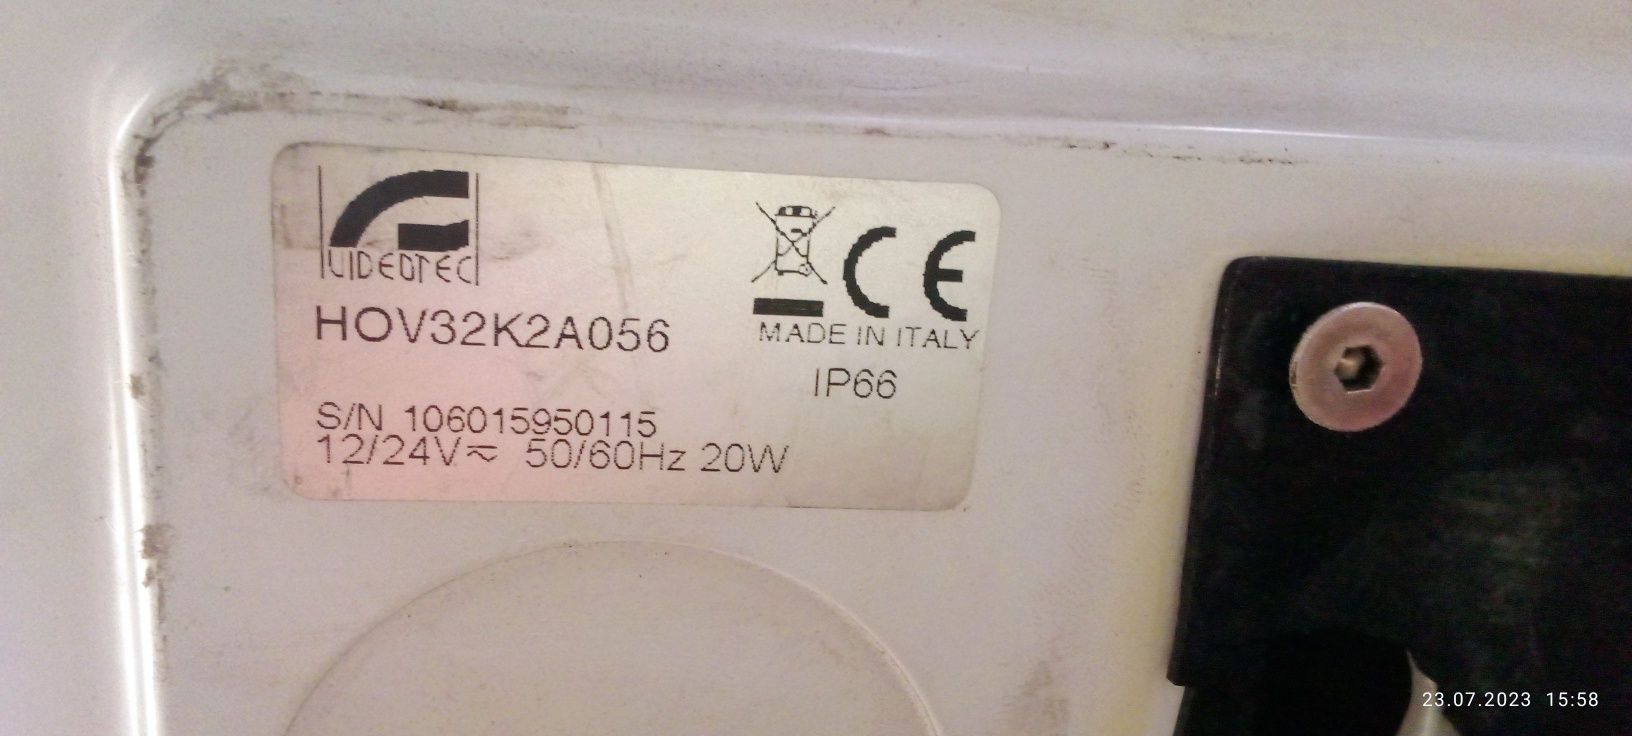 VIDEOTEC
HOV32K2A056
MADE IN ITALY
IP66
S/N 106015950115
12/24V⎓~ 50/60Hz 20W
CE
23.07.2023 15:58